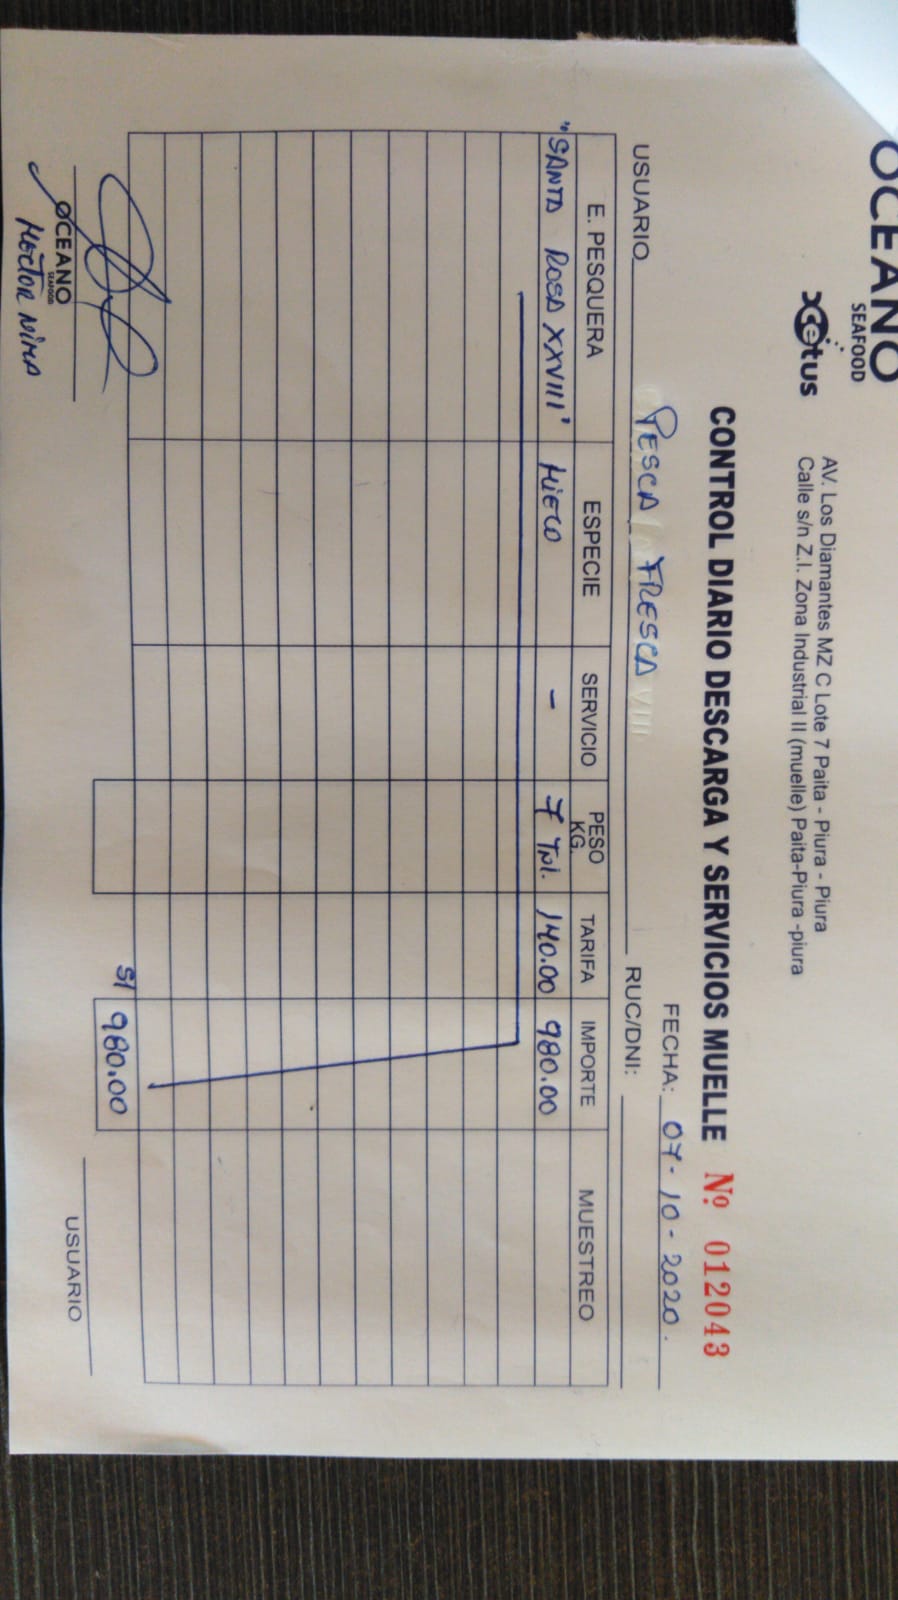 OCEANO
SEAFOOD
cetus
AV. Los Diamantes MZ C Lote 7 Paita - Piura - Piura
Calle s/n Z.I. Zona Industrial II (muelle) Paita-Piura -piura
CONTROL DIARIO DESCARGA Y SERVICIOS MUELLE Nº 012043
FECHA: 07-10-2020.
USUARIO PESCA FRESCA RUC/DNI:
E. PESQUERA ESPECIE SERVICIO PESO KG. TARIFA IMPORTE MUESTREO
"SANTA ROSA XXVIII" HIELO - 7 TNL. 140.00 980.00
S/ 980.00
OCEANO
SEAFOOD
HECTOR NIMA
USUARIO